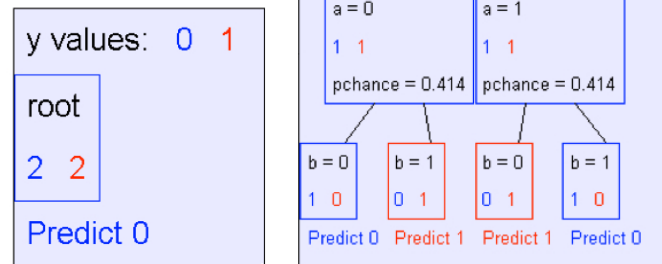 y values: 0 1
root
2 2
Predict 0
a = 0
1 1
pchance = 0.414
a = 1
1 1
pchance = 0.414
b = 0
1 0
Predict 0
b = 1
0 1
Predict 1
b = 0
0 1
Predict 1
b = 1
1 0
Predict 0